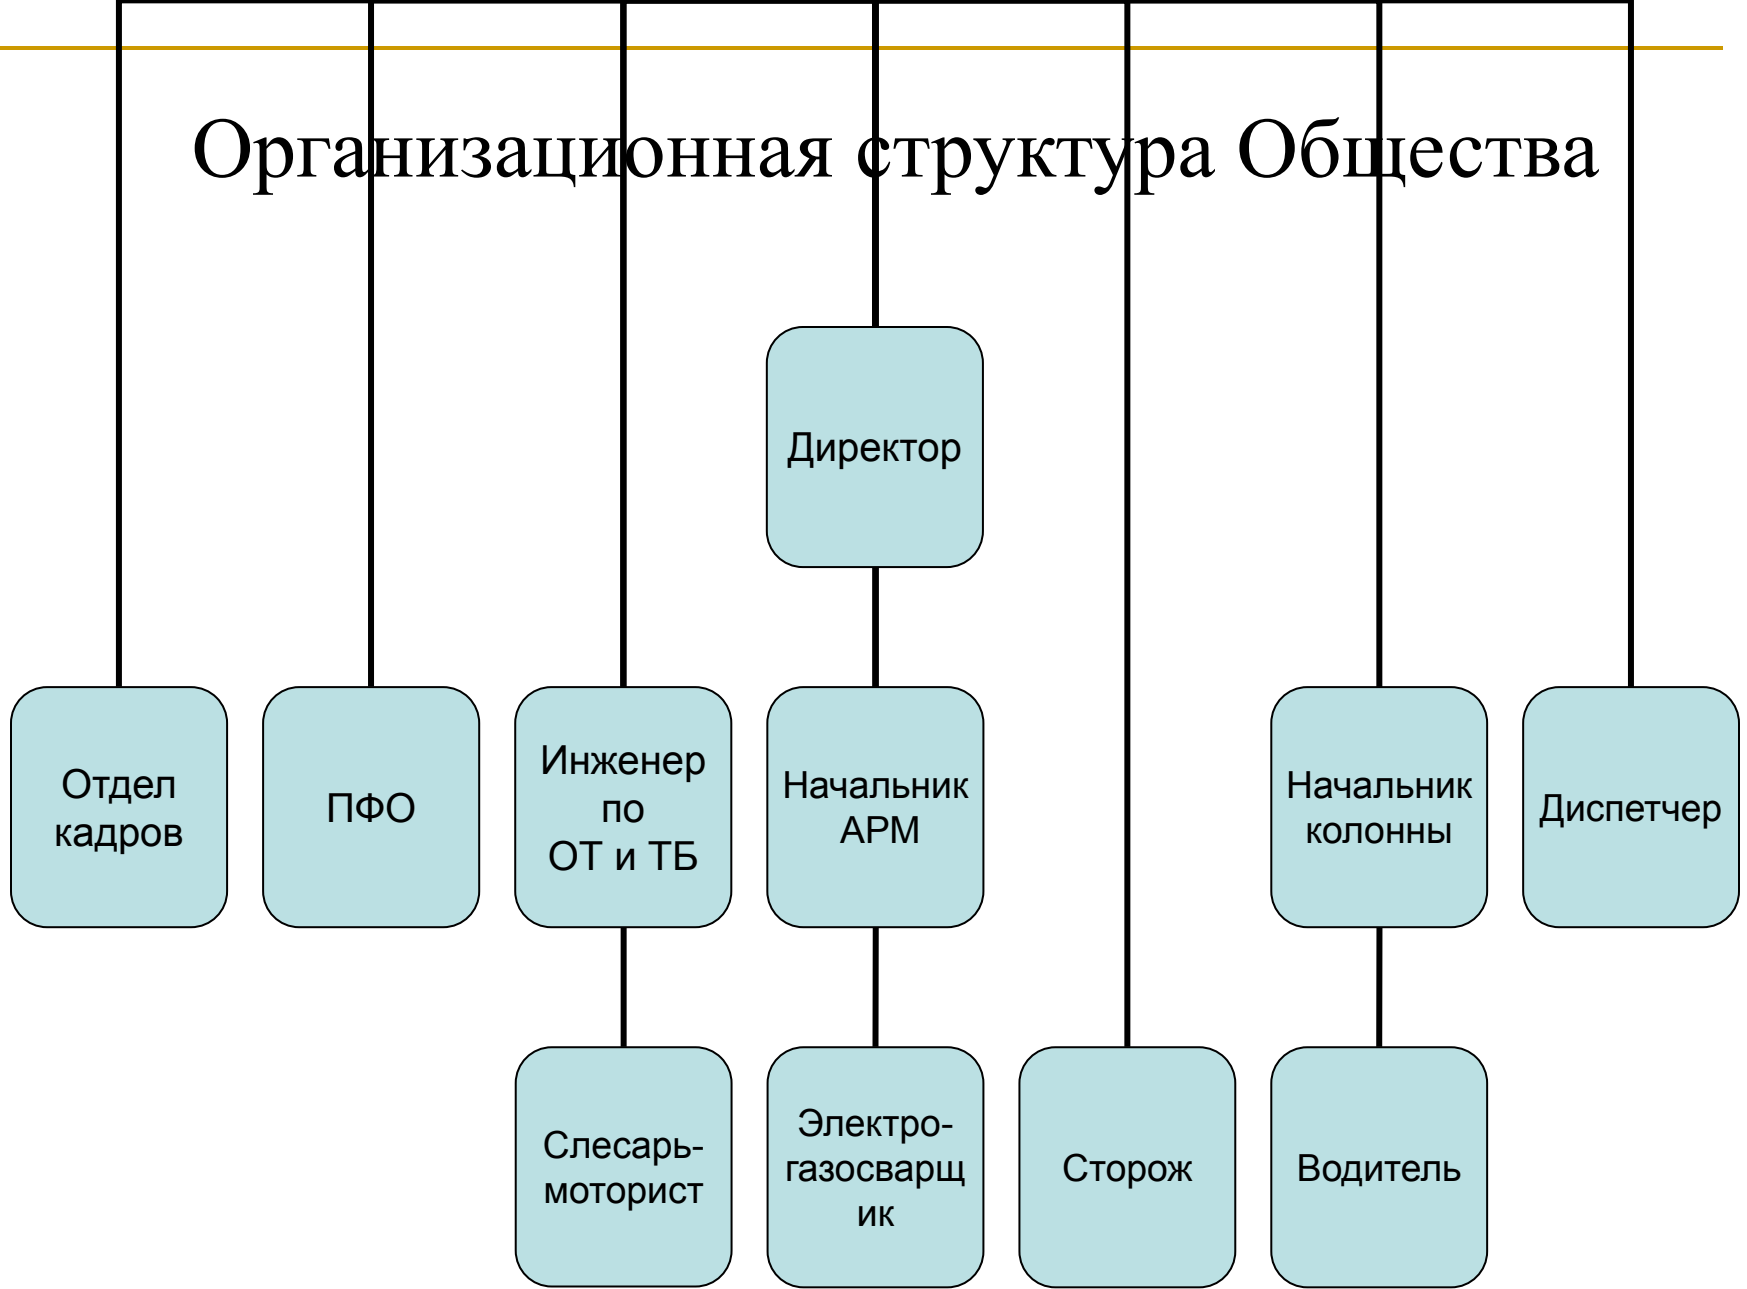 Организационная структура Общества
Директор
Отдел
кадров
ПФО
Инженер
по
ОТ и ТБ
Начальник
АРМ
Начальник
колонны
Диспетчер
Слесарь-
моторист
Электро-
газосварщ
ик
Сторож
Водитель